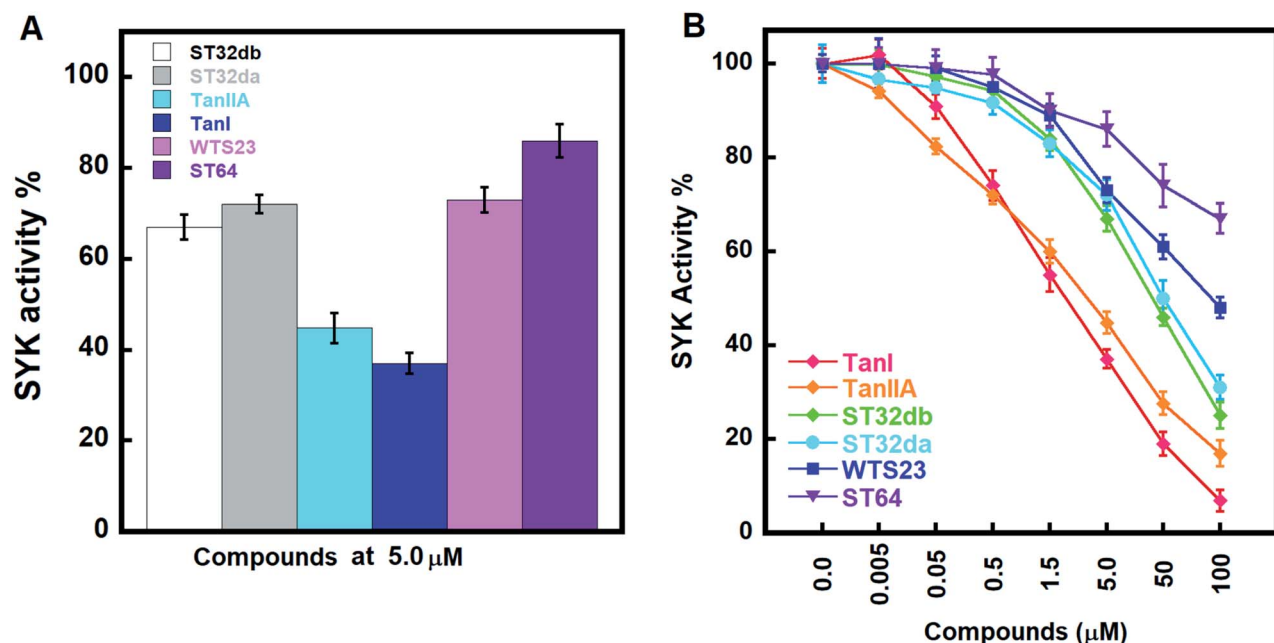 A
SYK activity %
100
80
60
40
20
0
ST32db
ST32da
TanIIA
TanI
WTS23
ST64
Compounds at 5.0 μM
B
SYK Activity %
100
80
60
40
20
0
TanI
TanIIA
ST32db
ST32da
WTS23
ST64
0.0
0.005
0.05
0.5
1.5
5.0
50
100
Compounds (μM)